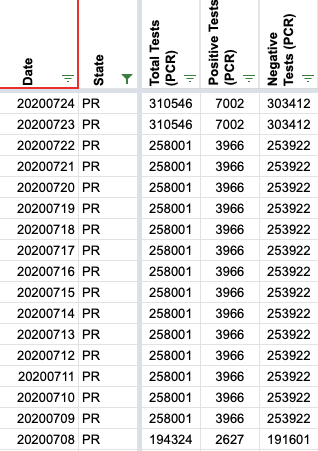 Date State Total Tests (PCR) Positive Tests (PCR) Negative Tests (PCR)
20200724 PR 310546 7002 303412
20200723 PR 310546 7002 303412
20200722 PR 258001 3966 253922
20200721 PR 258001 3966 253922
20200720 PR 258001 3966 253922
20200719 PR 258001 3966 253922
20200718 PR 258001 3966 253922
20200717 PR 258001 3966 253922
20200716 PR 258001 3966 253922
20200715 PR 258001 3966 253922
20200714 PR 258001 3966 253922
20200713 PR 258001 3966 253922
20200712 PR 258001 3966 253922
20200711 PR 258001 3966 253922
20200710 PR 258001 3966 253922
20200709 PR 258001 3966 253922
20200708 PR 194324 2627 191601